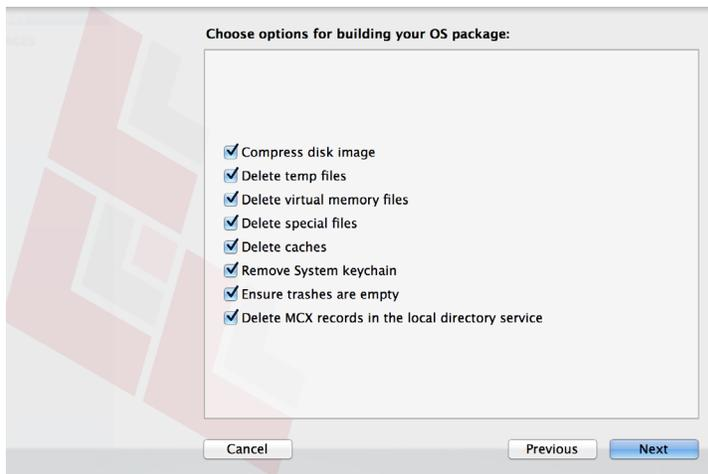 Choose options for building your OS package:
Compress disk image
Delete temp files
Delete virtual memory files
Delete special files
Delete caches
Remove System keychain
Ensure trashes are empty
Delete MCX records in the local directory service
Cancel
Previous
Next